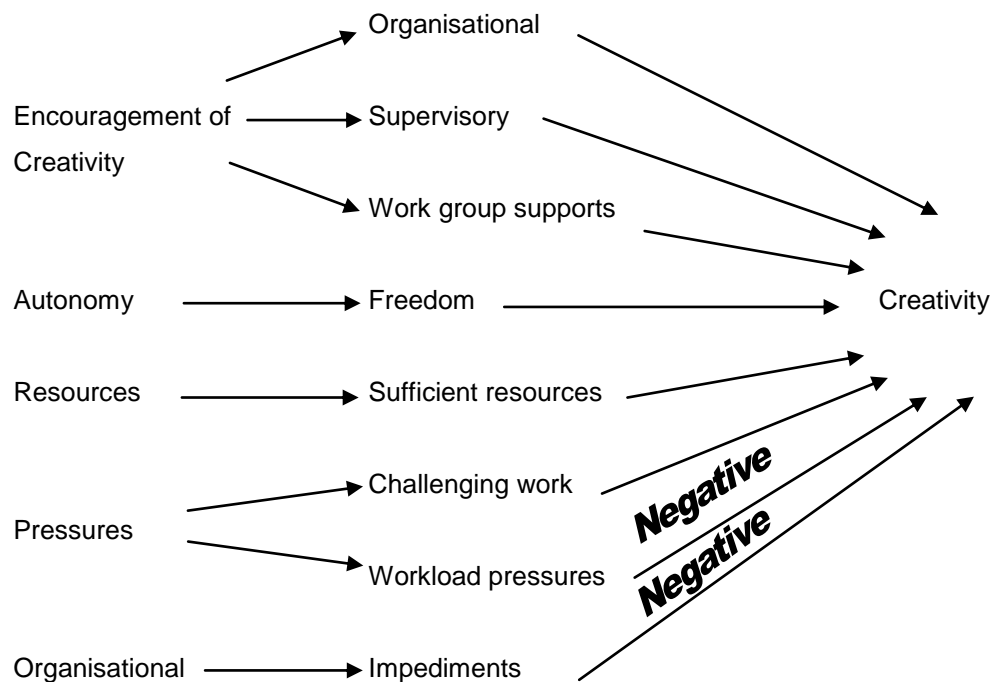 Organisational
Encouragement of
Supervisory
Creativity
Work group supports
Autonomy
Freedom
Creativity
Resources
Sufficient resources
Challenging work
Negative
Pressures
Workload pressures
Negative
Organisational
Impediments